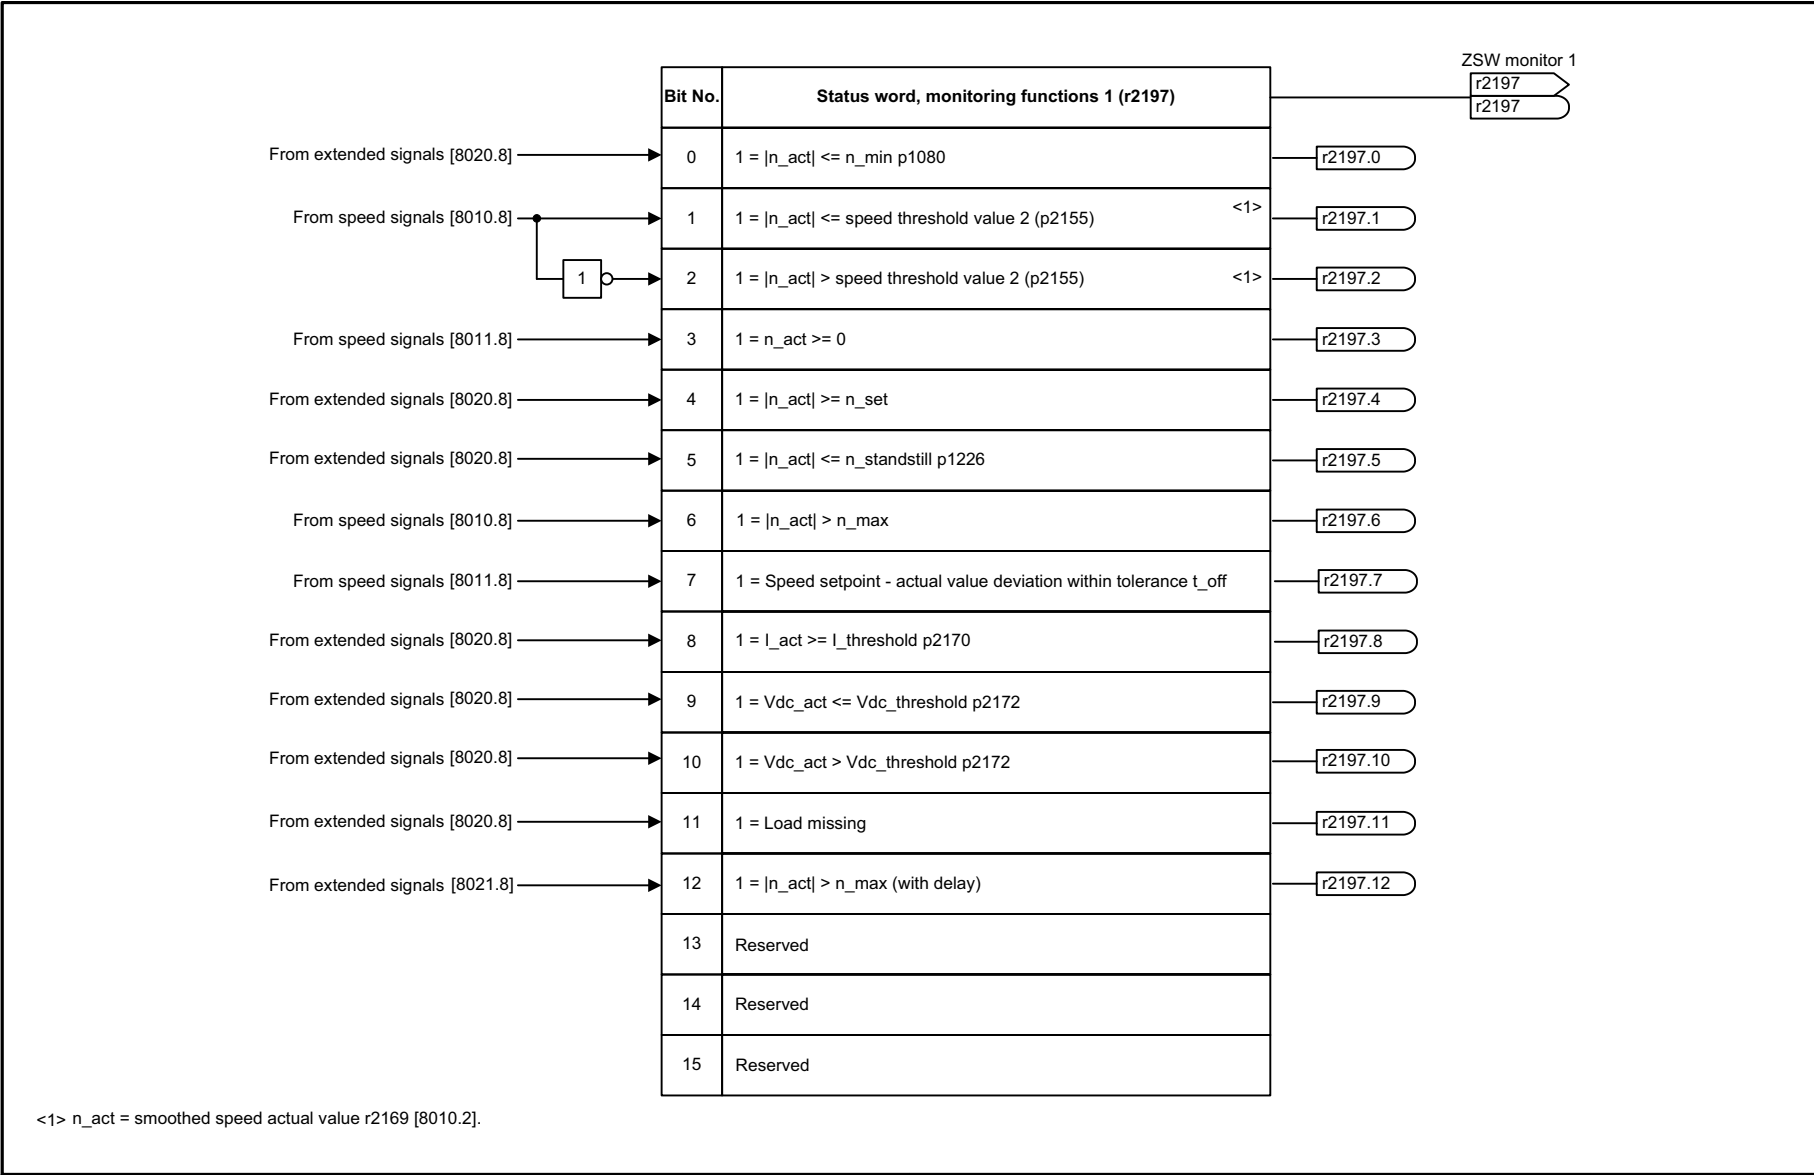 ZSW monitor 1
Bit No. Status word, monitoring functions 1 (r2197) r2197
r2197
From extended signals [8020.8] 0 1 = |n_act| <= n_min p1080 r2197.0
From speed signals [8010.8] 1 1 = |n_act| <= speed threshold value 2 (p2155) <1> r2197.1
1 2 1 = |n_act| > speed threshold value 2 (p2155) <1> r2197.2
From speed signals [8011.8] 3 1 = n_act >= 0 r2197.3
From extended signals [8020.8] 4 1 = |n_act| >= n_set r2197.4
From extended signals [8020.8] 5 1 = |n_act| <= n_standstill p1226 r2197.5
From speed signals [8010.8] 6 1 = |n_act| > n_max r2197.6
From speed signals [8011.8] 7 1 = Speed setpoint - actual value deviation within tolerance t_off r2197.7
From extended signals [8020.8] 8 1 = I_act >= I_threshold p2170 r2197.8
From extended signals [8020.8] 9 1 = Vdc_act <= Vdc_threshold p2172 r2197.9
From extended signals [8020.8] 10 1 = Vdc_act > Vdc_threshold p2172 r2197.10
From extended signals [8020.8] 11 1 = Load missing r2197.11
From extended signals [8021.8] 12 1 = |n_act| > n_max (with delay) r2197.12
13 Reserved
14 Reserved
15 Reserved
<1> n_act = smoothed speed actual value r2169 [8010.2].